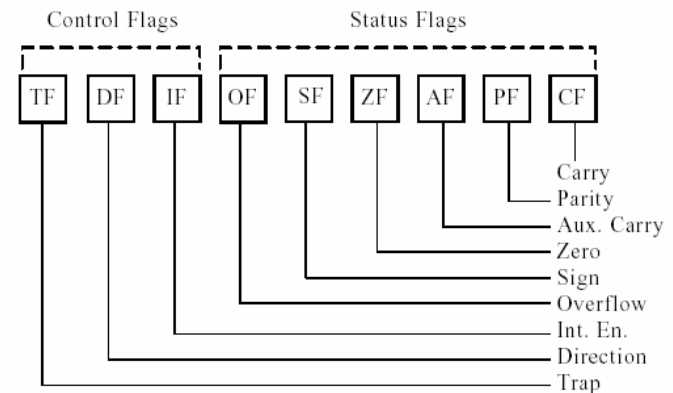 Control Flags Status Flags
TF DF IF OF SF ZF AF PF CF
Carry
Parity
Aux. Carry
Zero
Sign
Overflow
Int. En.
Direction
Trap